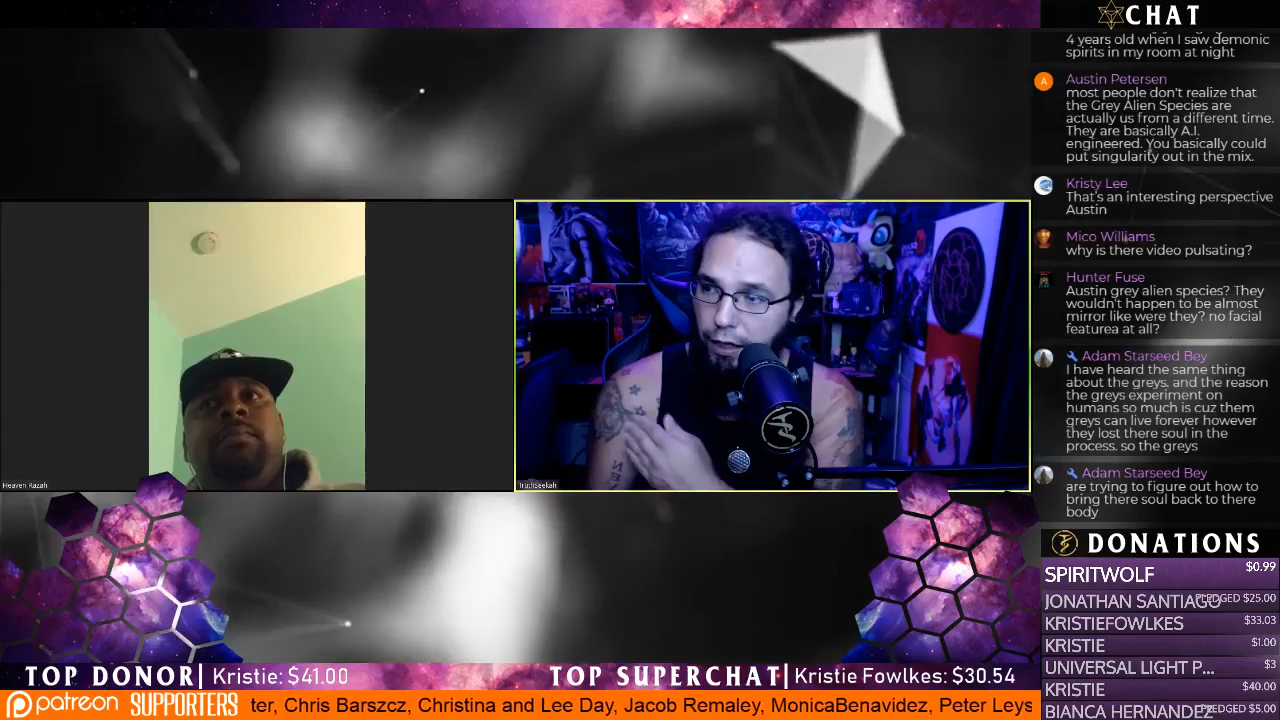 CHAT
4 years old when I saw demonic
spirits in my room at night
A
Austin Petersen
most people don't realize that
the Grey Alien Species are
actually us from a different time.
They are basically A.I.
engineered. You basically could
put singularity out in the mix.
Kristy Lee
That's an interesting perspective
Austin
Mico Williams
why is there video pulsating?
Hunter Fuse
Austin grey alien species? They
wouldn't happen to be almost
mirror like were they? no facial
featurea at all?
Adam Starseed Bey
I have heard the same thing
about the greys. and the reason
the greys experiment on
humans so much is cuz them
greys can live forever however
they lost there soul in the
process. so the greys
Adam Starseed Bey
are trying to figure out how to
bring there soul back to there
body
Heaven Razah
TruthSeekah
DONATIONS
SPIRITWOLF $0.99
JONATHAN SANTIAGO PLEDGED $25.00
KRISTIEFOWLKES $33.03
KRISTIE $1.00
UNIVERSAL LIGHT P... $3
KRISTIE $40.00
BIANCA HERNANDEZ PLEDGED $5.00
TOP DONOR| Kristie: $41.00
TOP SUPERCHAT| Kristie Fowlkes: $30.54
patreon SUPPORTERS
ter, Chris Barszcz, Christina and Lee Day, Jacob Remaley, MonicaBenavidez, Peter Leys